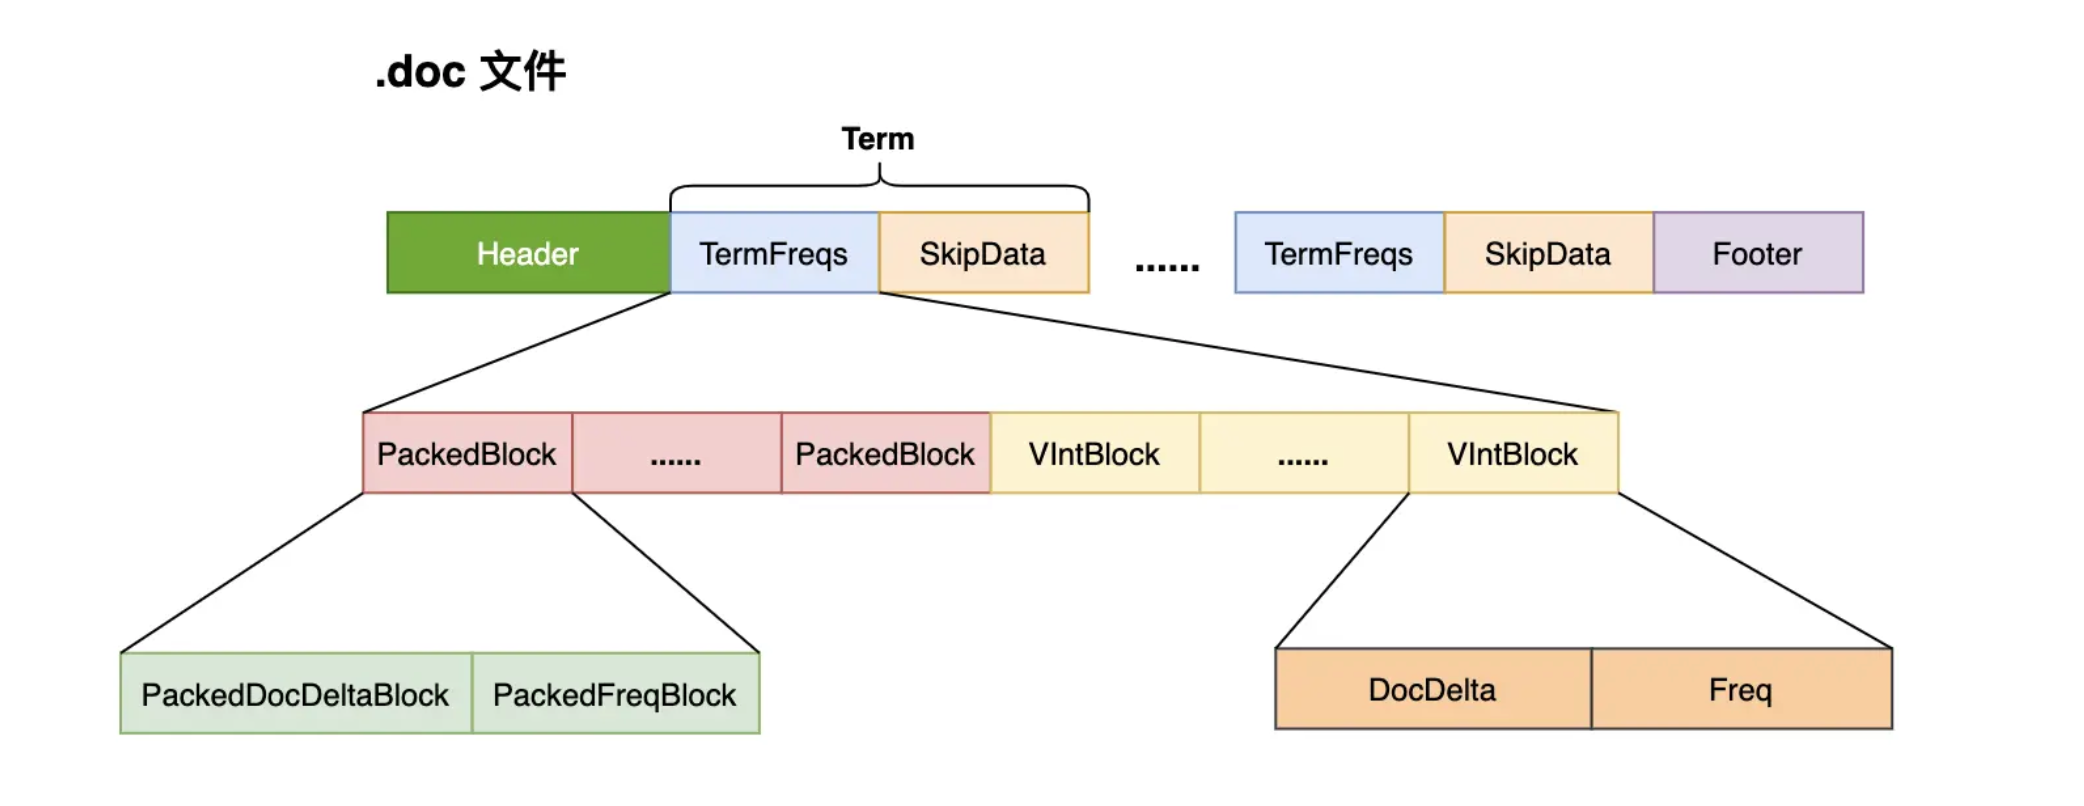 .doc 文件
Term
Header TermFreqs SkipData ...... TermFreqs SkipData Footer
PackedBlock ...... PackedBlock VIntBlock ...... VIntBlock
PackedDocDeltaBlock PackedFreqBlock DocDelta Freq